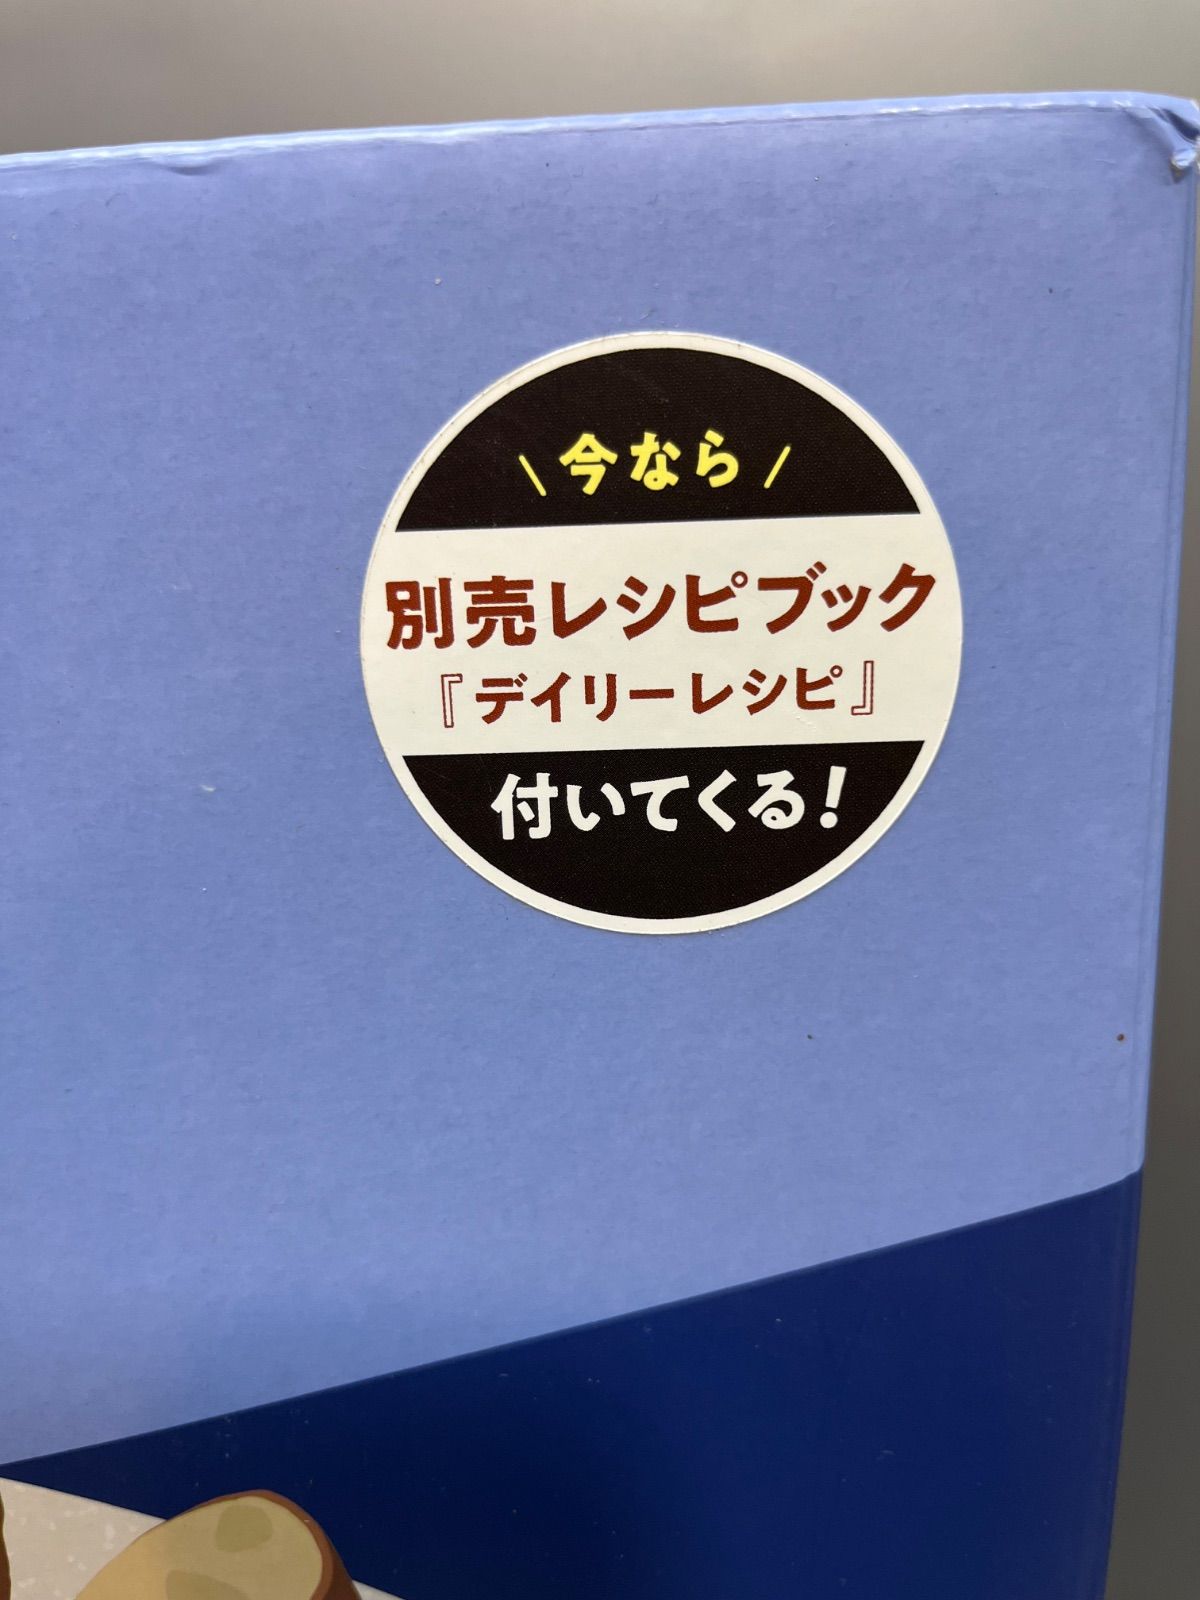 \ 今なら /
別売レシピブック
『デイリーレシピ』
付いてくる!